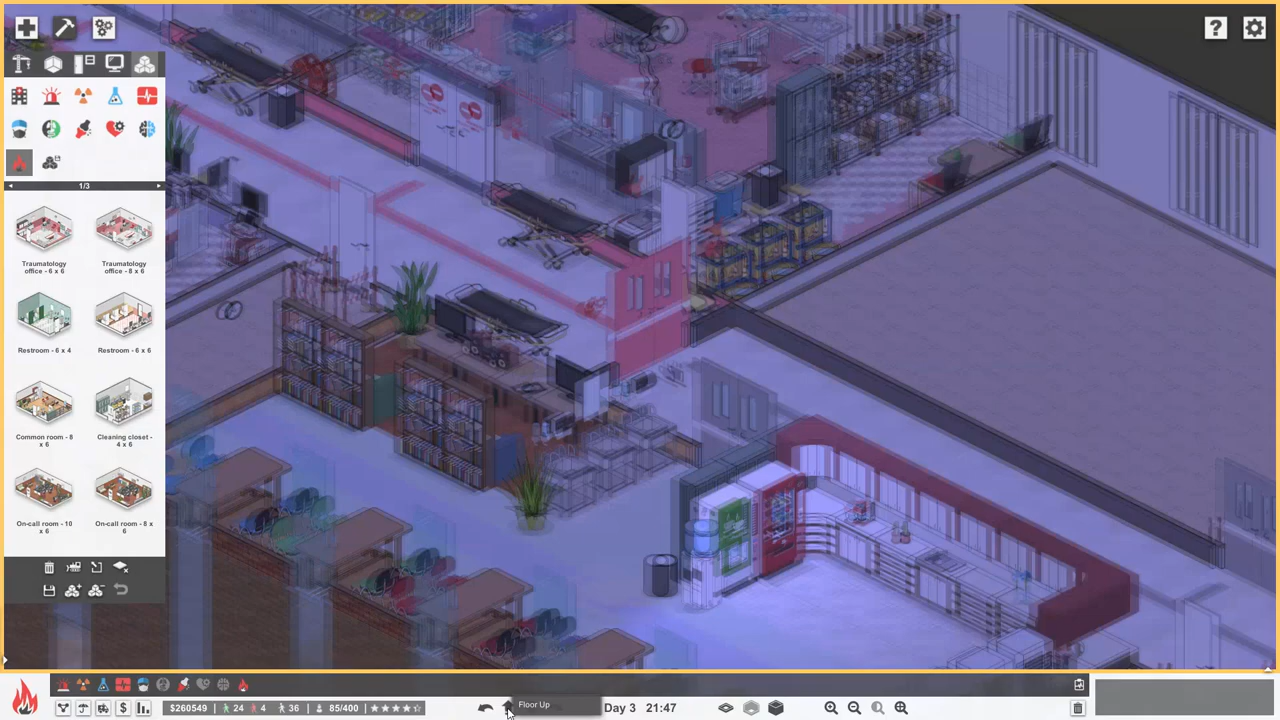 ?
1/3
Traumatology office - 6 x 6
Traumatology office - 8 x 6
Restroom - 6 x 4
Restroom - 6 x 6
Common room - 8 x 6
Cleaning closet - 4 x 6
On-call room - 10 x 6
On-call room - 8 x 6
$260549
24
4
36
85/400
Floor Up
Day 3 21:47